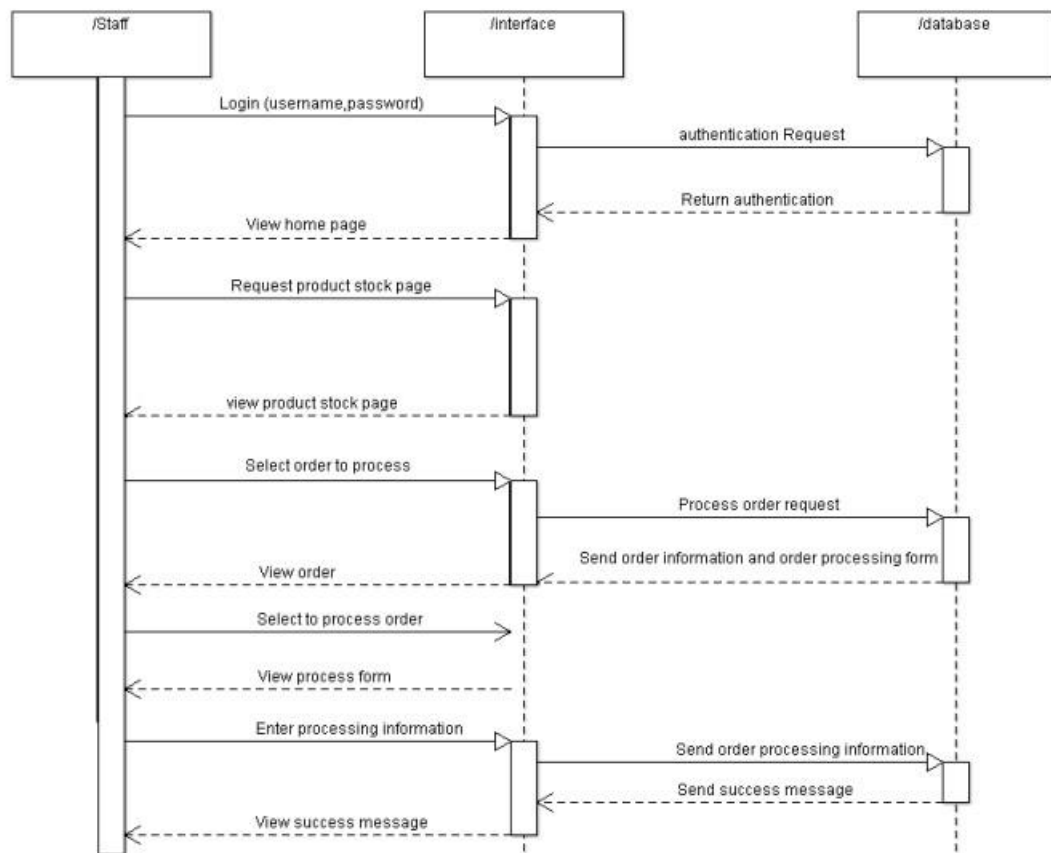 /Staff
/interface
/database
Login (username,password)
authentication Request
Return authentication
View home page
Request product stock page
view product stock page
Select order to process
Process order request
Send order information and order processing form
View order
Select to process order
View process form
Enter processing information
Send order processing information
Send success message
View success message